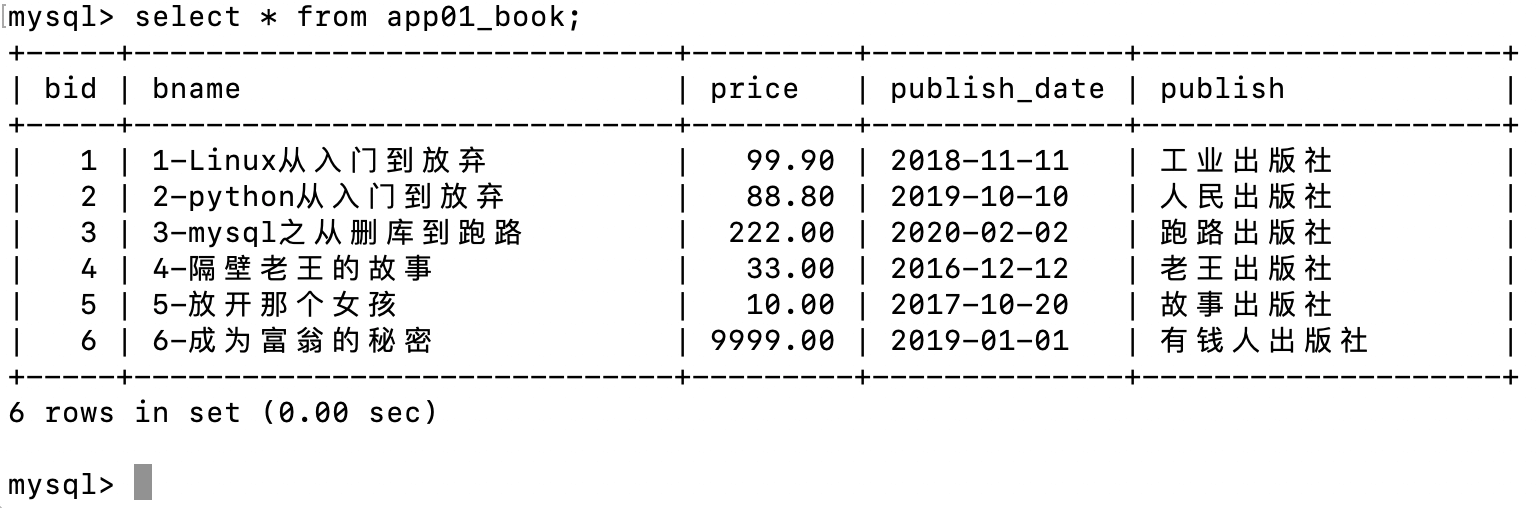 mysql> select * from app01_book;
+-----+------------------------------+---------+--------------+--------------------+
| bid | bname                        | price   | publish_date | publish            |
+-----+------------------------------+---------+--------------+--------------------+
|   1 | 1-Linux从入门到放弃           |   99.90 | 2018-11-11   | 工业出版社          |
|   2 | 2-python从入门到放弃          |   88.80 | 2019-10-10   | 人民出版社          |
|   3 | 3-mysql之从删库到跑路         |  222.00 | 2020-02-02   | 跑路出版社          |
|   4 | 4-隔壁老王的故事              |   33.00 | 2016-12-12   | 老王出版社          |
|   5 | 5-放开那个女孩                |   10.00 | 2017-10-20   | 故事出版社          |
|   6 | 6-成为富翁的秘密              | 9999.00 | 2019-01-01   | 有钱人出版社        |
+-----+------------------------------+---------+--------------+--------------------+
6 rows in set (0.00 sec)
mysql>